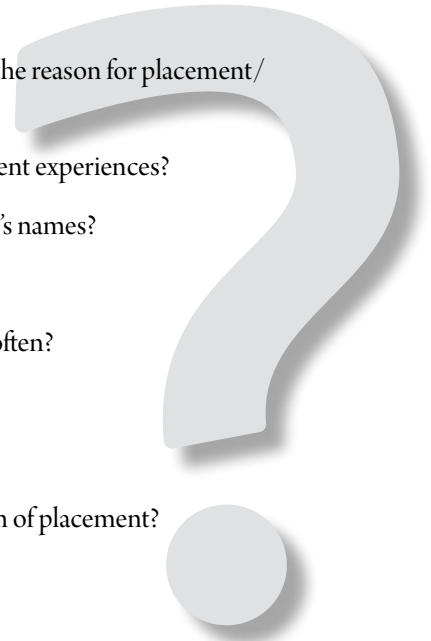 he reason for placement/
ent experiences?
's names?
often?
n of placement?